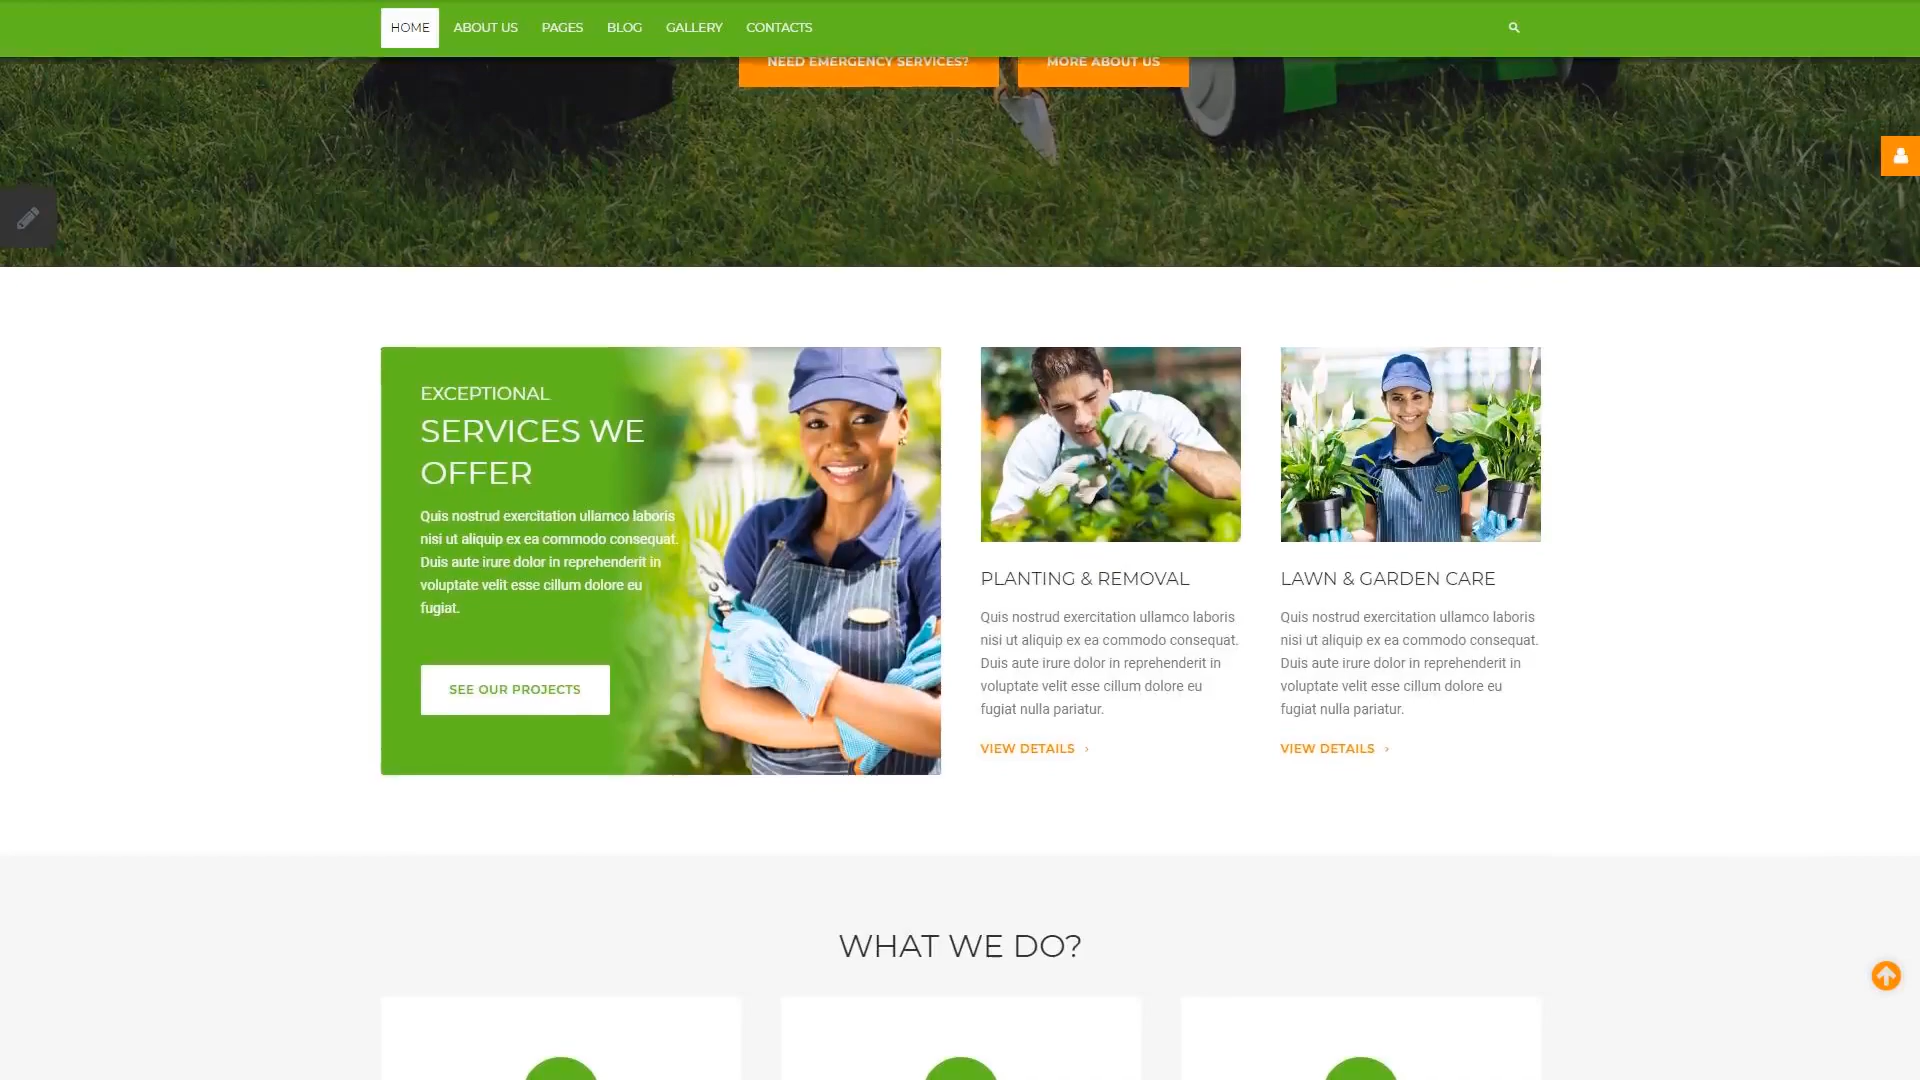 HOME ABOUT US PAGES BLOG GALLERY CONTACTS
NEED EMERGENCY SERVICES? MORE ABOUT US
EXCEPTIONAL
SERVICES WE
OFFER
Quis nostrud exercitation ullamco laboris
nisi ut aliquip ex ea commodo consequat.
Duis aute irure dolor in reprehenderit in
voluptate velit esse cillum dolore eu
fugiat.
SEE OUR PROJECTS
PLANTING & REMOVAL
Quis nostrud exercitation ullamco laboris
nisi ut aliquip ex ea commodo consequat.
Duis aute irure dolor in reprehenderit in
voluptate velit esse cillum dolore eu
fugiat nulla pariatur.
VIEW DETAILS ›
LAWN & GARDEN CARE
Quis nostrud exercitation ullamco laboris
nisi ut aliquip ex ea commodo consequat.
Duis aute irure dolor in reprehenderit in
voluptate velit esse cillum dolore eu
fugiat nulla pariatur.
VIEW DETAILS ›
WHAT WE DO?